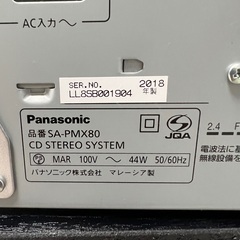 AC入力~
SER.NO. 2018
LL8SB001904 年製
Panasonic
品番 SA-PMX80
CD STEREO SYSTEM
MAR 100V ~ 44W 50/60Hz
パナソニック株式会社 マレーシア製
JQA
2.4 F
電波法に基
無線設備を